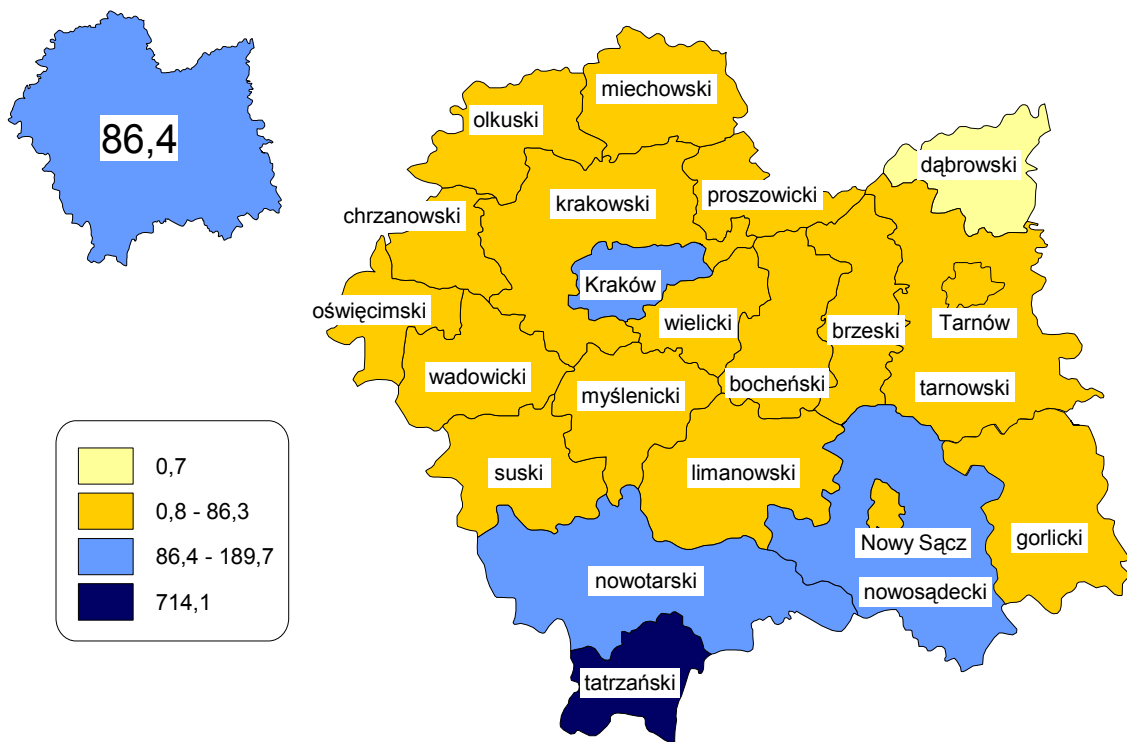 86,4
miechowski
olkuski
dąbrowski
krakowski
proszowicki
chrzanowski
Kraków
oświęcimski
wielicki
brzeski
Tarnów
wadowicki
myślenicki
bocheński
tarnowski
suski
limanowski
Nowy Sącz
gorlicki
nowotarski
nowosądecki
tatrzański
0,7
0,8 - 86,3
86,4 - 189,7
714,1